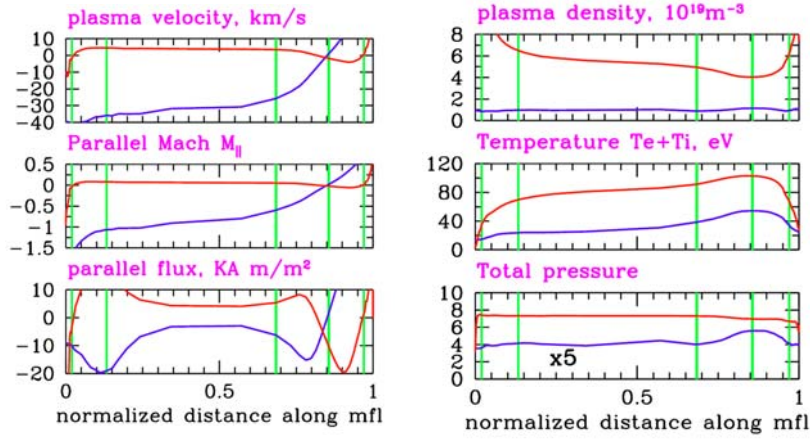 plasma velocity, km/s
10
0
-10
-20
-30
-40
Parallel Mach M||
0.5
0
-0.5
-1
-1.5
parallel flux, KA m/m²
10
0
-10
-20
0 0.5 1
normalized distance along mfl
plasma density, 10¹⁹m⁻³
8
6
4
2
0
Temperature Te+Ti, eV
120
80
40
0
Total pressure
10
8
6
4
2
0
x5
0 0.5 1
normalized distance along mfl